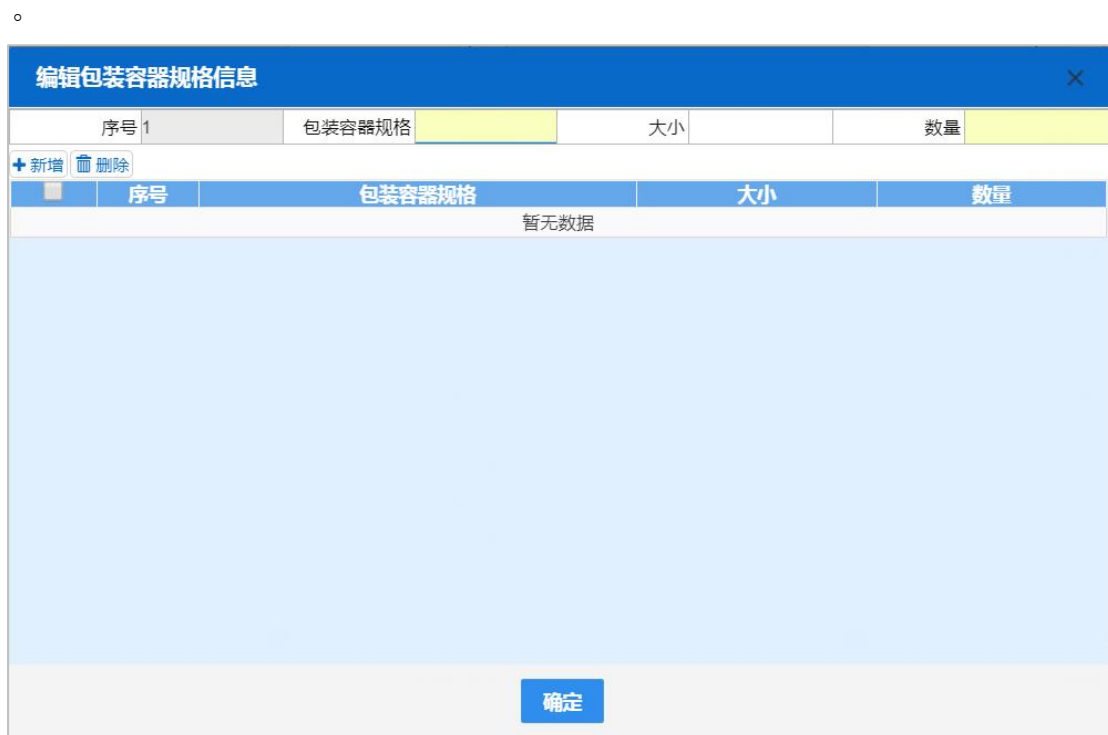 。
编辑包装容器规格信息
序号 1 包装容器规格 大小 数量
新增 删除
序号 包装容器规格 大小 数量
暂无数据
确定